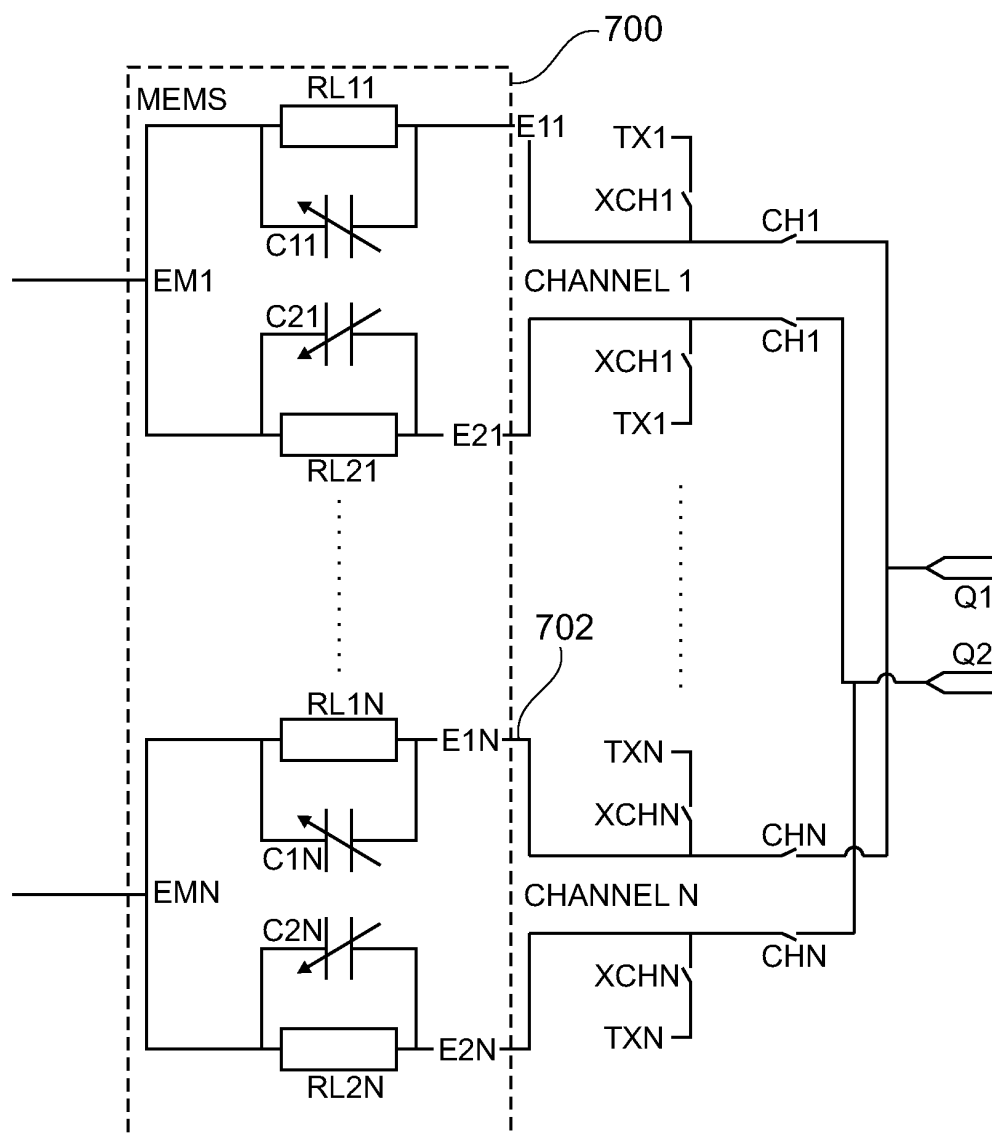 700
MEMS
RL11
E11
TX1
XCH1
CH1
C11
EM1
CHANNEL 1
C21
CH1
XCH1
TX1
E21
RL21
Q1
702
Q2
RL1N
E1N
TXN
XCHN
CHN
C1N
EMN
CHANNEL N
C2N
CHN
XCHN
TXN
E2N
RL2N